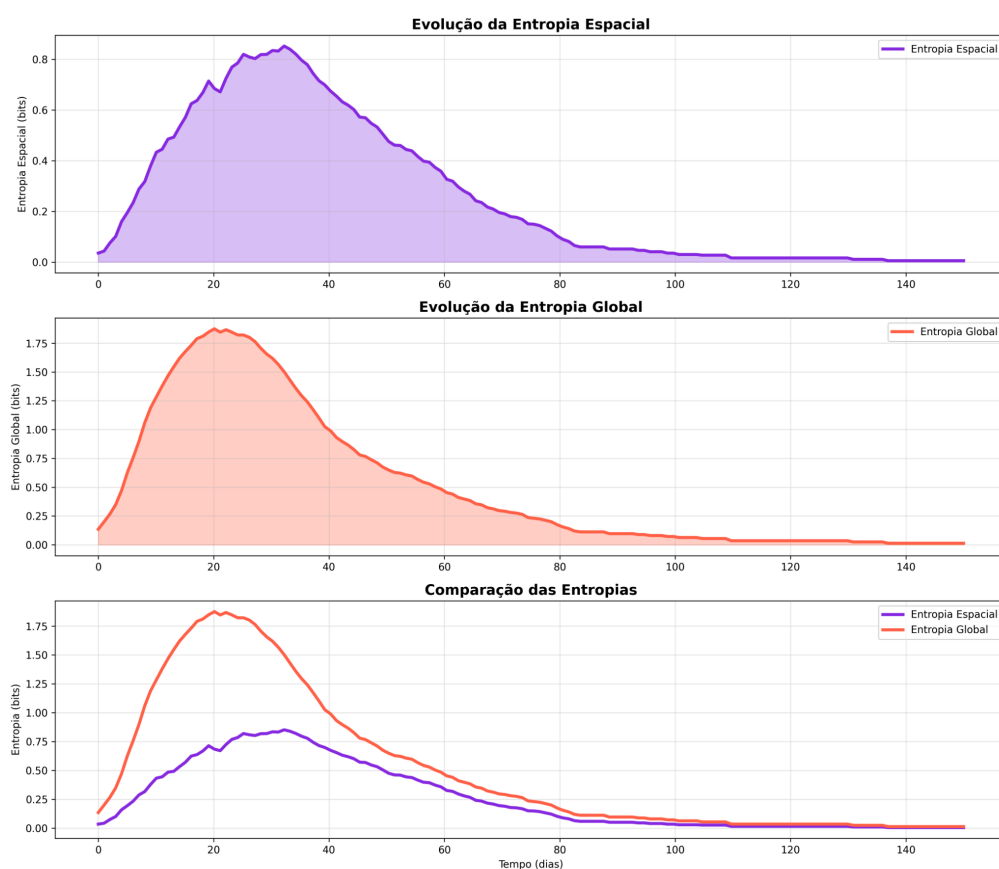 Evolução da Entropia Espacial
Entropia Espacial (bits)
0.8
0.6
0.4
0.2
0.0
Entropia Espacial
0 20 40 60 80 100 120 140
Evolução da Entropia Global
Entropia Global (bits)
1.75
1.50
1.25
1.00
0.75
0.50
0.25
0.00
Entropia Global
0 20 40 60 80 100 120 140
Comparação das Entropias
Entropia (bits)
1.75
1.50
1.25
1.00
0.75
0.50
0.25
0.00
Entropia Espacial
Entropia Global
0 20 40 60 80 100 120 140
Tempo (dias)